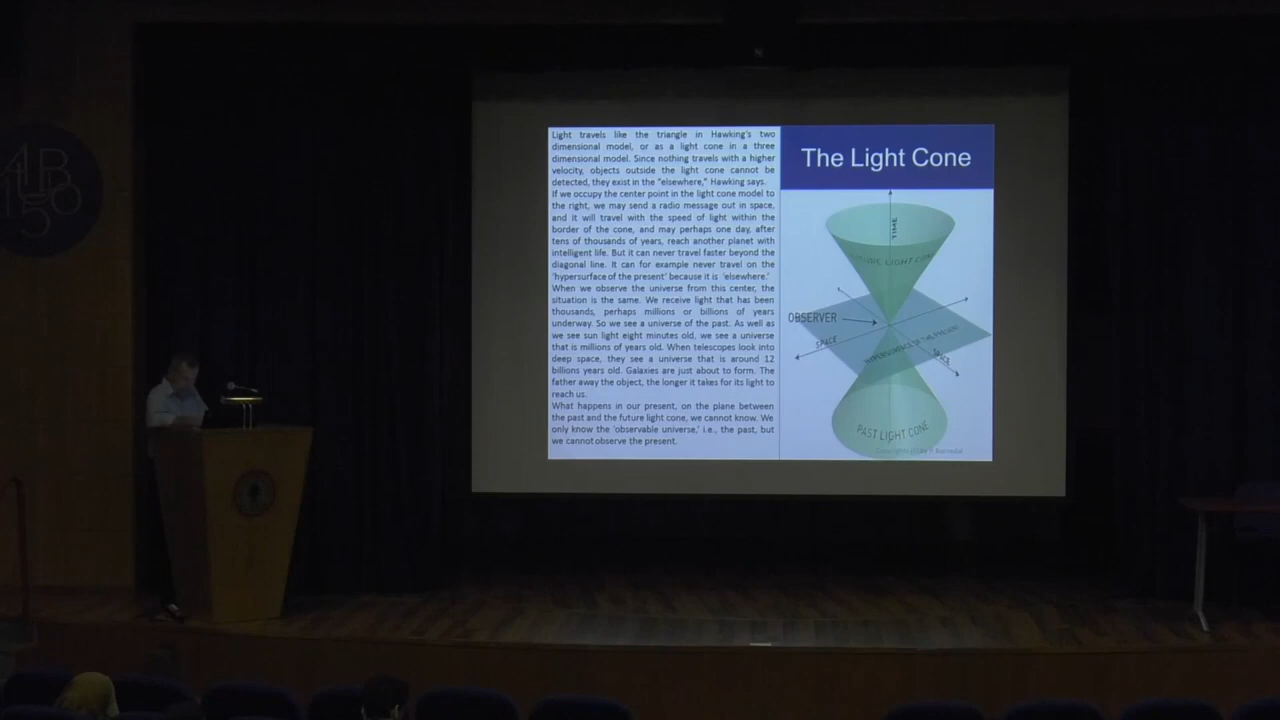 Light travels like the triangle in Hawking's two
dimensional model, or as a light cone in a three
dimensional model. Since nothing travels with a higher
velocity, objects outside the light cone cannot be
detected, they exist in the "elsewhere," Hawking says.
If we occupy the center point in the light cone model to
the right, we may send a radio message out in space,
and it will travel with the speed of light within the
border of the cone, and may perhaps one day, after
tens of thousands of years, reach another planet with
intelligent life. But it can never travel faster beyond the
diagonal line. It can for example never travel on the
'hypersurface of the present' because it is 'elsewhere.'
When we observe the universe from this center, the
situation is the same. We receive light that has been
thousands, perhaps millions or billions of years
underway. So we see a universe of the past. As well as
we see sun light eight minutes old, we see a universe
that is millions of years old. When telescopes look into
deep space, they see a universe that is around 12
billions years old. Galaxies are just about to form. The
father away the object, the longer it takes for its light to
reach us.
What happens in our present, on the plane between
the past and the future light cone, we cannot know. We
only know the 'observable universe,' i.e., the past, but
we cannot observe the present.
The Light Cone
TIME
LIGHT CONE
OBSERVER
SPACE
HYPERSURFACE OF THE PRESENT
SPACE
PAST LIGHT CONE